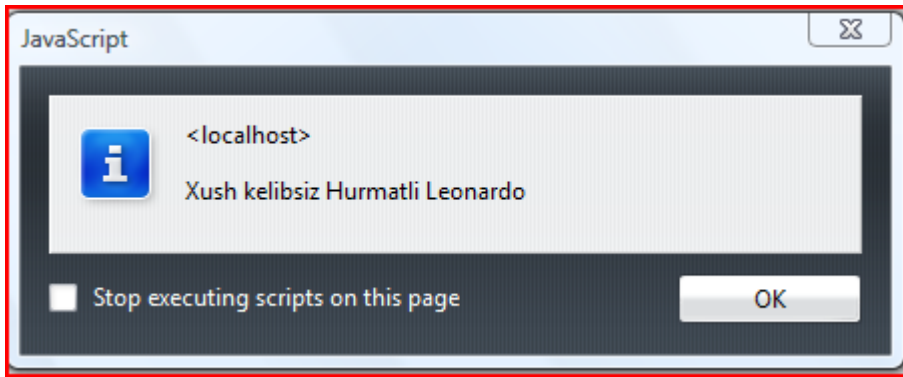 JavaScript
<localhost>
Xush kelibsiz Hurmatli Leonardo
Stop executing scripts on this page
OK